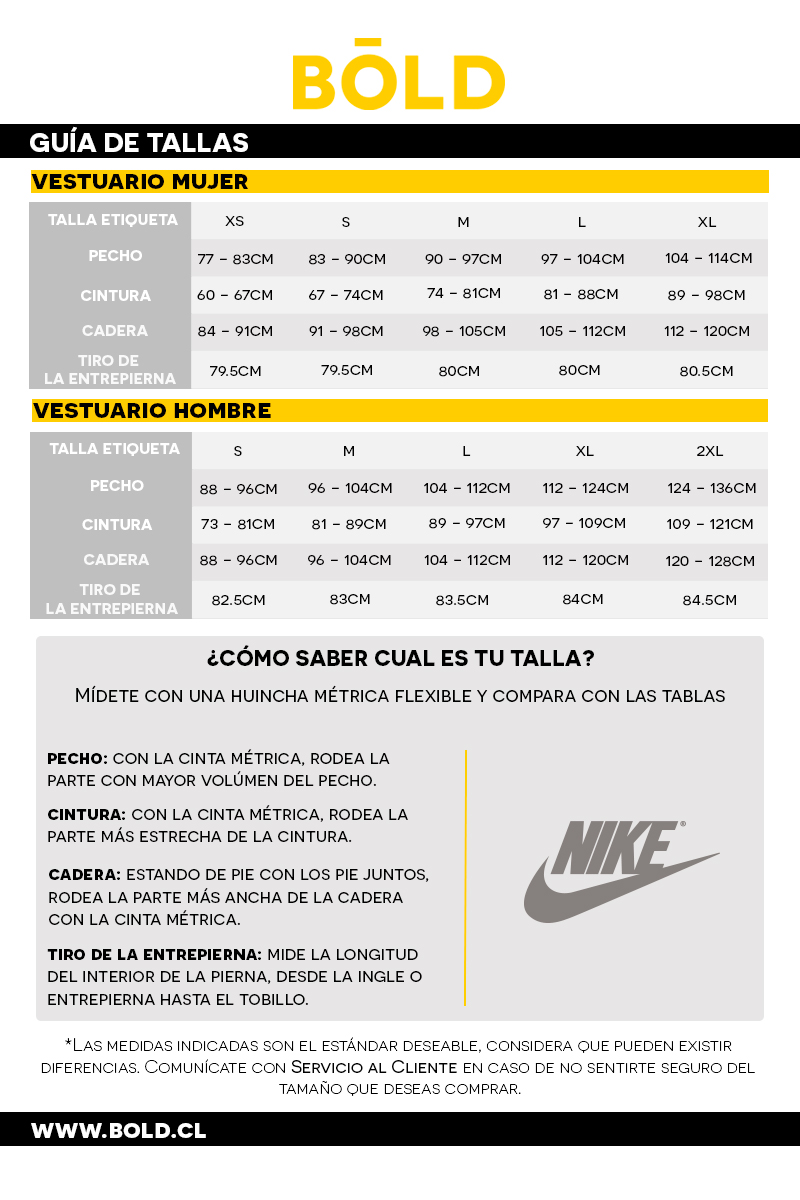 BŌLD
GUÍA DE TALLAS
VESTUARIO MUJER
TALLA ETIQUETA XS S M L XL
PECHO 77 – 83CM 83 – 90CM 90 – 97CM 97 – 104CM 104 – 114CM
CINTURA 60 – 67CM 67 – 74CM 74 – 81CM 81 – 88CM 89 – 98CM
CADERA 84 – 91CM 91 – 98CM 98 – 105CM 105 – 112CM 112 – 120CM
TIRO DE
LA ENTREPIERNA 79.5CM 79.5CM 80CM 80CM 80.5CM
VESTUARIO HOMBRE
TALLA ETIQUETA S M L XL 2XL
PECHO 88 – 96CM 96 – 104CM 104 – 112CM 112 – 124CM 124 – 136CM
CINTURA 73 – 81CM 81 – 89CM 89 – 97CM 97 – 109CM 109 – 121CM
CADERA 88 – 96CM 96 – 104CM 104 – 112CM 112 – 120CM 120 – 128CM
TIRO DE
LA ENTREPIERNA 82.5CM 83CM 83.5CM 84CM 84.5CM
¿CÓMO SABER CUAL ES TU TALLA?
MÍDETE CON UNA HUINCHA MÉTRICA FLEXIBLE Y COMPARA CON LAS TABLAS
PECHO: CON LA CINTA MÉTRICA, RODEA LA
PARTE CON MAYOR VOLÚMEN DEL PECHO.
CINTURA: CON LA CINTA MÉTRICA, RODEA LA
PARTE MÁS ESTRECHA DE LA CINTURA.
CADERA: ESTANDO DE PIE CON LOS PIE JUNTOS,
RODEA LA PARTE MÁS ANCHA DE LA CADERA
CON LA CINTA MÉTRICA.
TIRO DE LA ENTREPIERNA: MIDE LA LONGITUD
DEL INTERIOR DE LA PIERNA, DESDE LA INGLE O
ENTREPIERNA HASTA EL TOBILLO.
NIKE®
*LAS MEDIDAS INDICADAS SON EL ESTÁNDAR DESEABLE, CONSIDERA QUE PUEDEN EXISTIR
DIFERENCIAS. COMUNÍCATE CON SERVICIO AL CLIENTE EN CASO DE NO SENTIRTE SEGURO DEL
TAMAÑO QUE DESEAS COMPRAR.
WWW.BOLD.CL